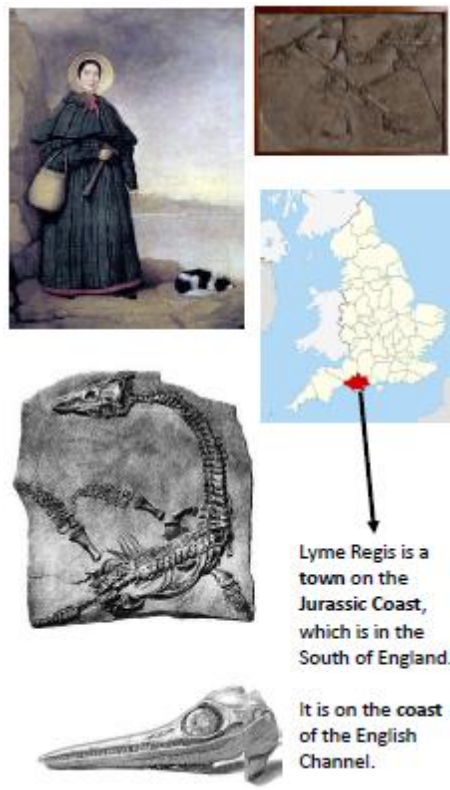 Lyme Regis is a
town on the
Jurassic Coast,
which is in the
South of England.
It is on the coast
of the English
Channel.